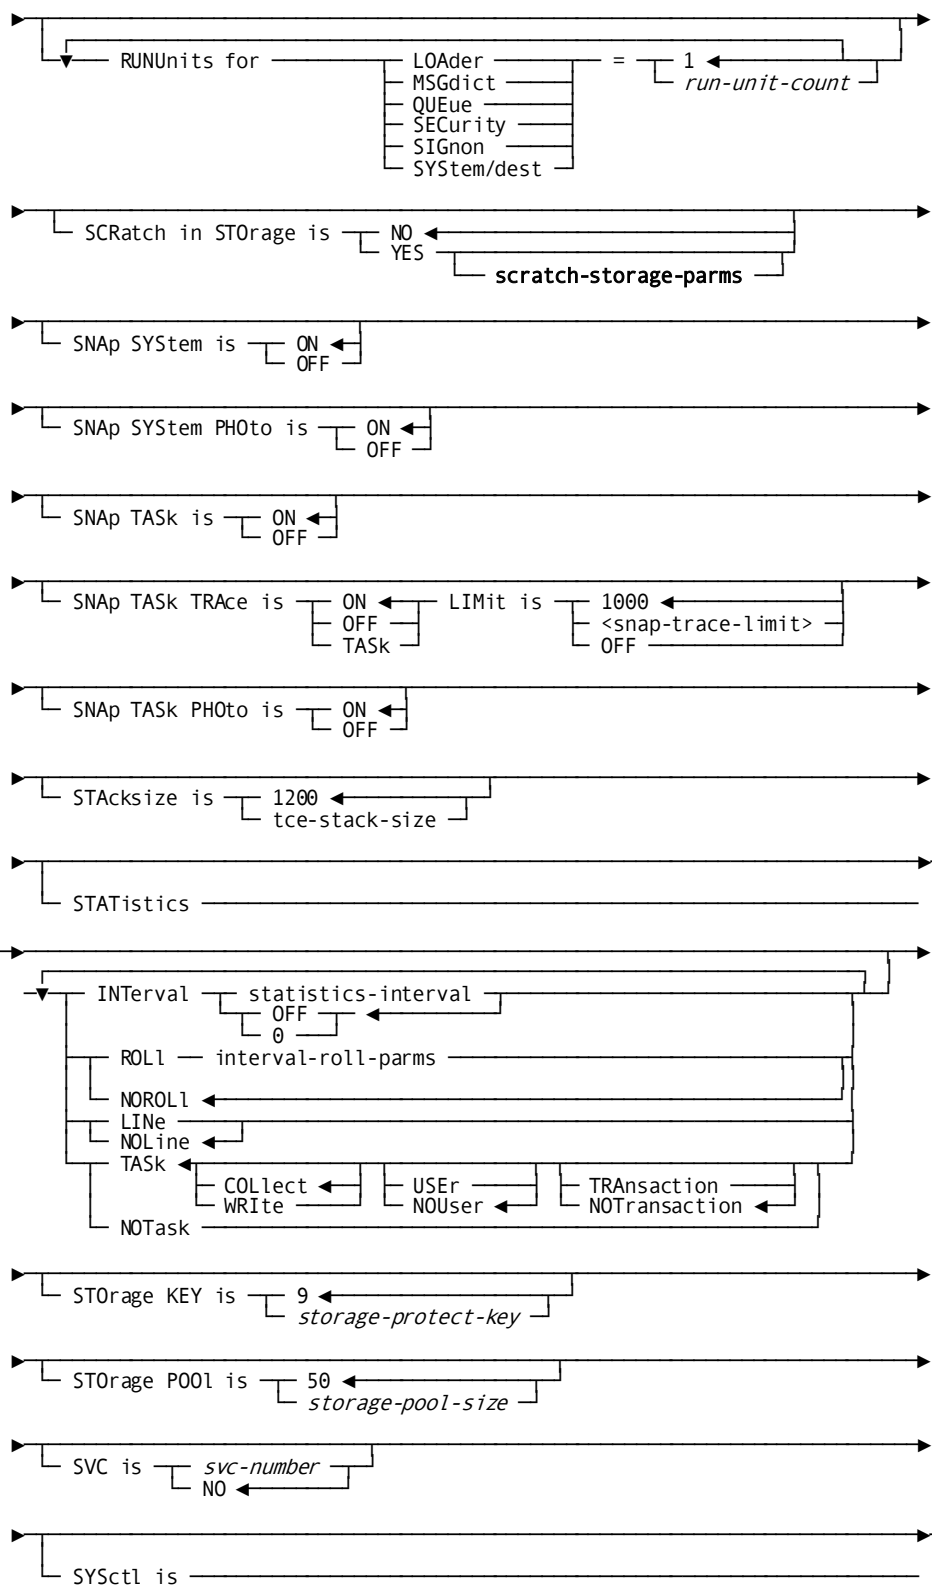 RUNUnits for LOAder = 1
MSGdict run-unit-count
QUEue
SECurity
SIGnon
SYStem/dest
SCRatch in STOrage is NO
YES
scratch-storage-parms
SNAp SYStem is ON
OFF
SNAp SYStem PHOto is ON
OFF
SNAp TASk is ON
OFF
SNAp TASk TRAce is ON LIMit is 1000
OFF <snap-trace-limit>
TASk OFF
SNAp TASk PHOto is ON
OFF
STAcksize is 1200
tce-stack-size
STATistics
INTerval statistics-interval
OFF
0
ROLl interval-roll-parms
NOROLl
LINe
NOLine
TASk
COLlect USEr TRAnsaction
WRIte NOUser NOTransaction
NOTask
STOrage KEY is 9
storage-protect-key
STOrage POOl is 50
storage-pool-size
SVC is svc-number
NO
SYSctl is